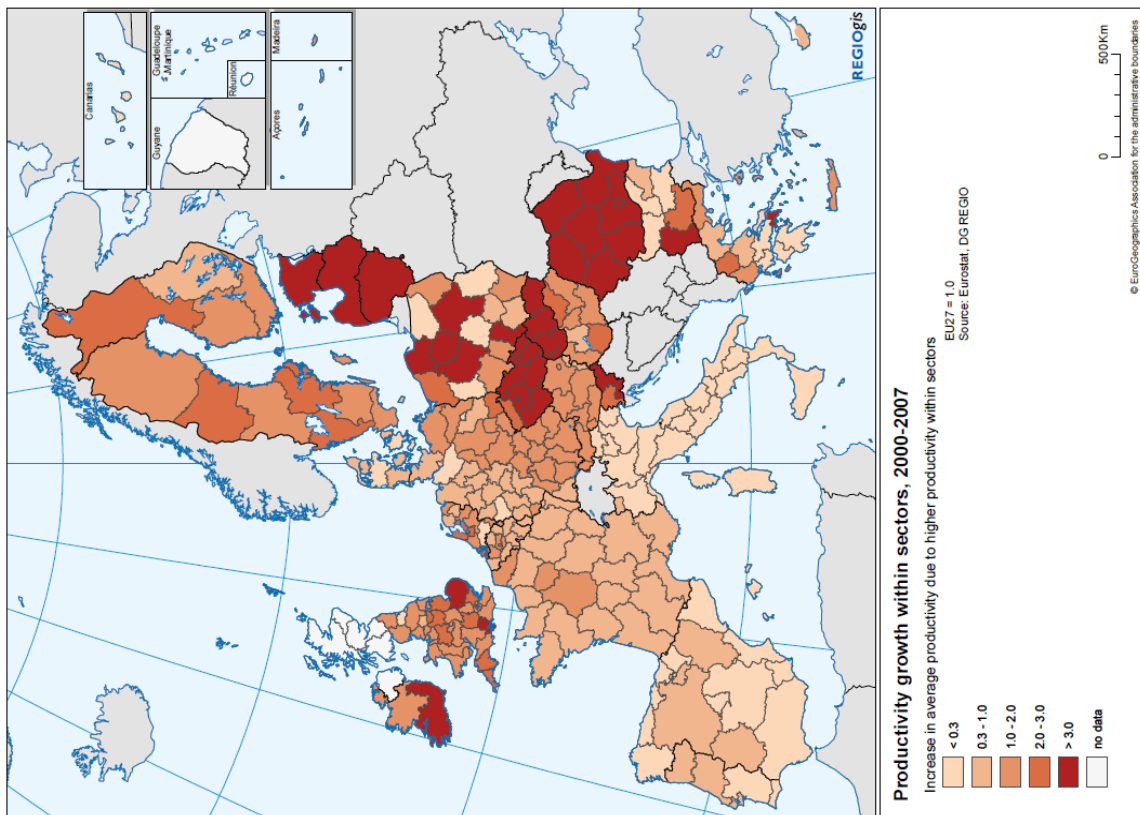 Canarias
Guyane
Guadeloupe
Martinique
Réunion
Açores
Madeira
REGIOgis
Productivity growth within sectors, 2000-2007
Increase in average productivity due to higher productivity within sectors
< 0.3
0.3 - 1.0
1.0 - 2.0
2.0 - 3.0
> 3.0
no data
EU27 = 1.0
Source: Eurostat, DG REGIO
0 500Km
© EuroGeographics Association for the administrative boundaries